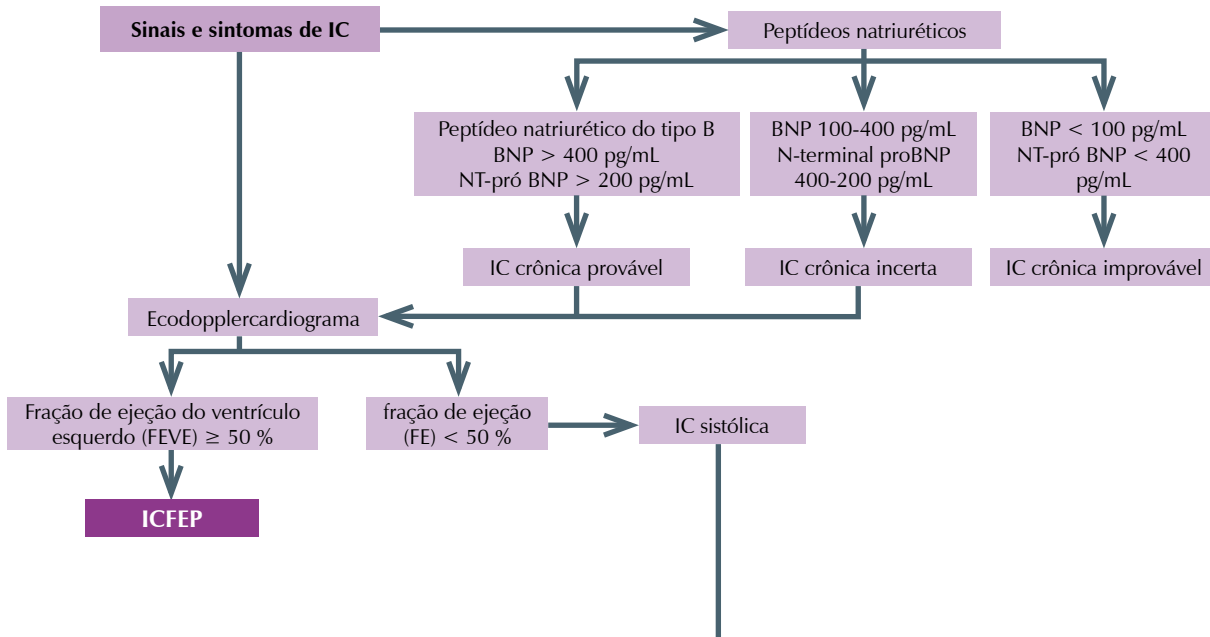 Sinais e sintomas de IC
Peptídeos natriuréticos
Peptídeo natriurético do tipo B
BNP > 400 pg/mL
NT-pró BNP > 200 pg/mL
BNP 100-400 pg/mL
N-terminal proBNP
400-200 pg/mL
BNP < 100 pg/mL
NT-pró BNP < 400
pg/mL
IC crônica provável
IC crônica incerta
IC crônica improvável
Ecodopplercardiograma
Fração de ejeção do ventrículo
esquerdo (FEVE) ≥ 50 %
fração de ejeção
(FE) < 50 %
IC sistólica
ICFEP